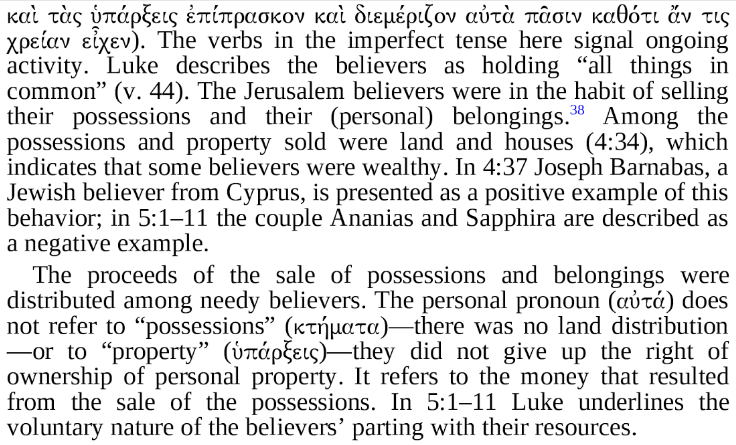 καὶ τὰς ὑπάρξεις ἐπίπρασκον καὶ διεμέριζον αὐτὰ πᾶσιν καθότι ἄν τις
χρείαν εἶχεν). The verbs in the imperfect tense here signal ongoing
activity. Luke describes the believers as holding “all things in
common” (v. 44). The Jerusalem believers were in the habit of selling
their possessions and their (personal) belongings.38 Among the
possessions and property sold were land and houses (4:34), which
indicates that some believers were wealthy. In 4:37 Joseph Barnabas, a
Jewish believer from Cyprus, is presented as a positive example of this
behavior; in 5:1–11 the couple Ananias and Sapphira are described as
a negative example.
The proceeds of the sale of possessions and belongings were
distributed among needy believers. The personal pronoun (αὐτά) does
not refer to “possessions” (κτήματα)—there was no land distribution
—or to “property” (ὑπάρξεις)—they did not give up the right of
ownership of personal property. It refers to the money that resulted
from the sale of the possessions. In 5:1–11 Luke underlines the
voluntary nature of the believers’ parting with their resources.